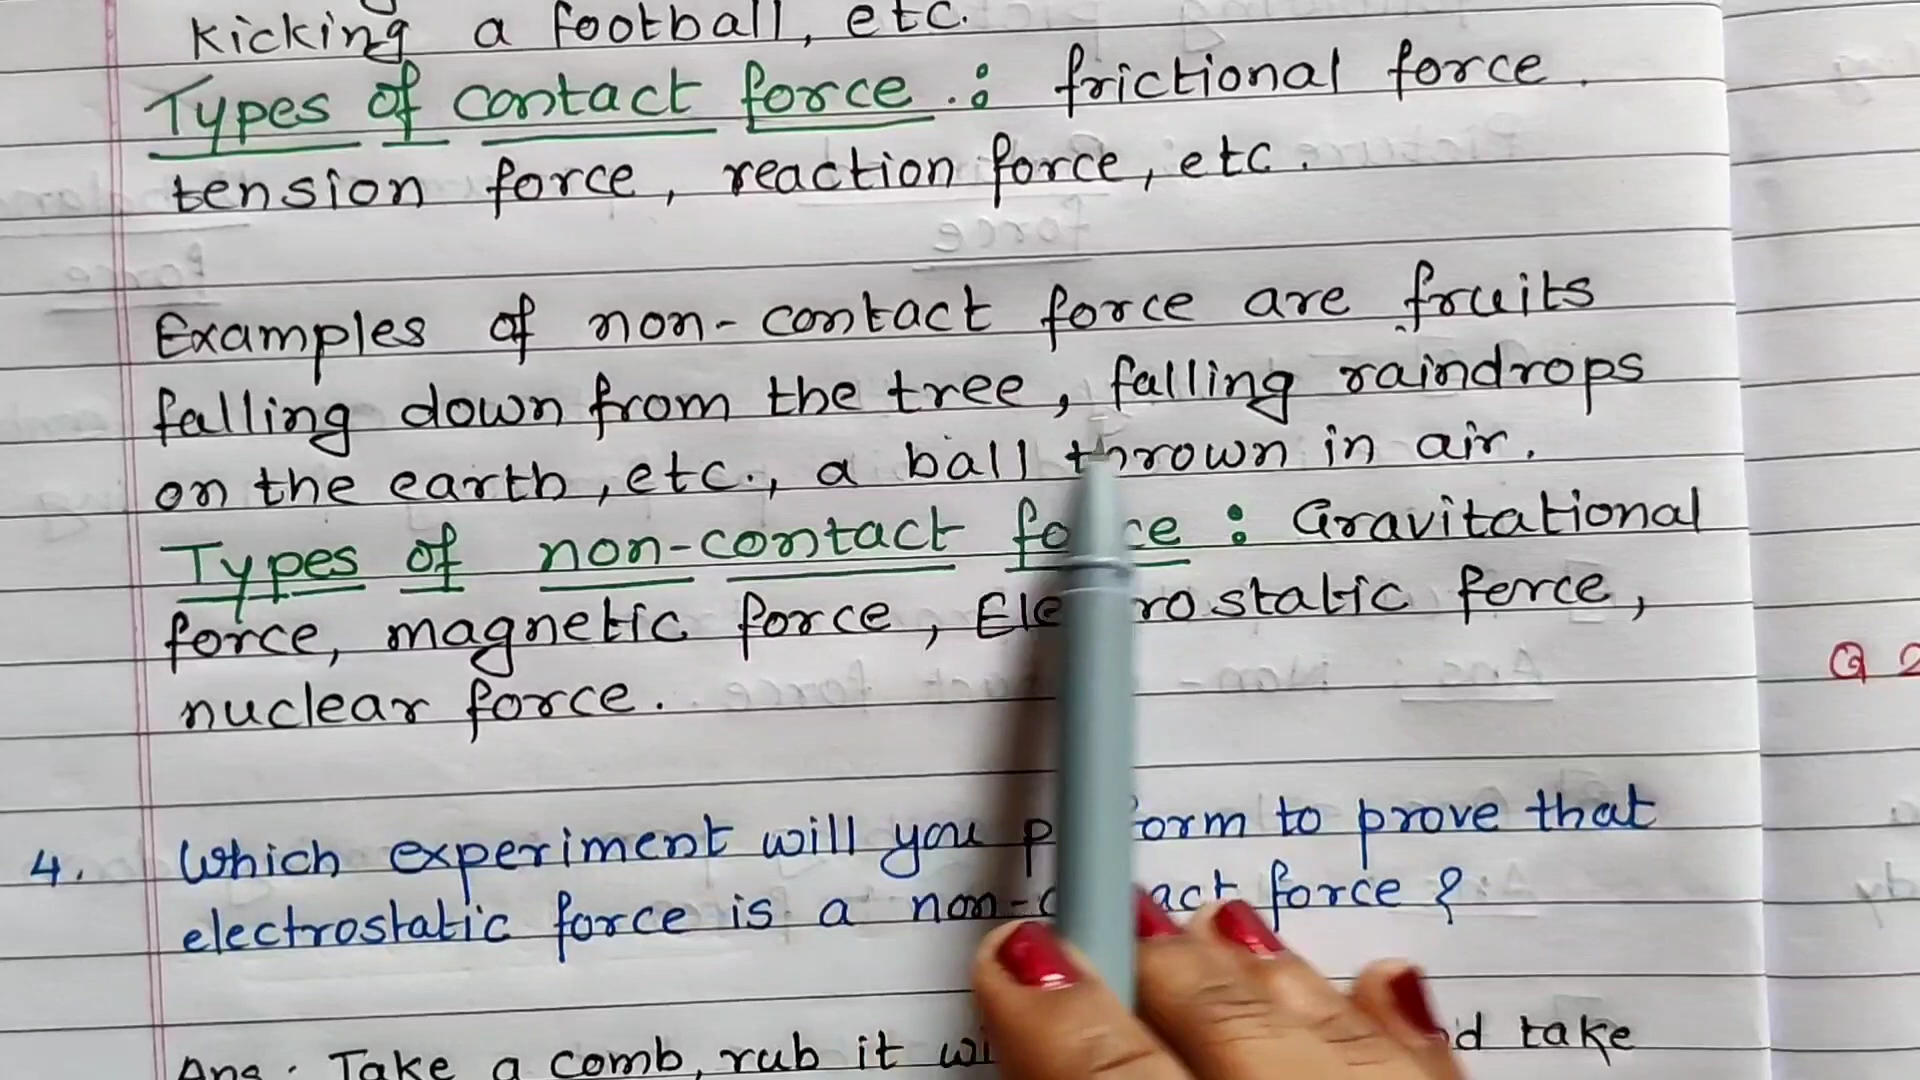 Kicking a football, etc.
Types of contact force : frictional force.
tension force, reaction force, etc.
Examples of non-contact force are fruits
falling down from the tree, falling raindrops
on the earth, etc., a ball thrown in air.
Types of non-contact force : Gravitational
force, magnetic force, Electrostatic force,
nuclear force.
4. Which experiment will you perform to prove that
electrostatic force is a non-contact force?
Ans. Take a comb, rub it take
Q 2